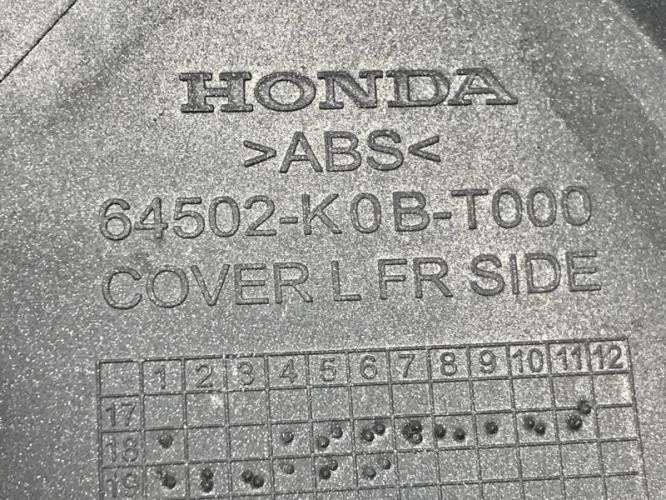 HONDA
>ABS<
64502-K0B-T000
COVER L FR SIDE
1 2 3 4 5 6 7 8 9 10 11 12
17
18
19